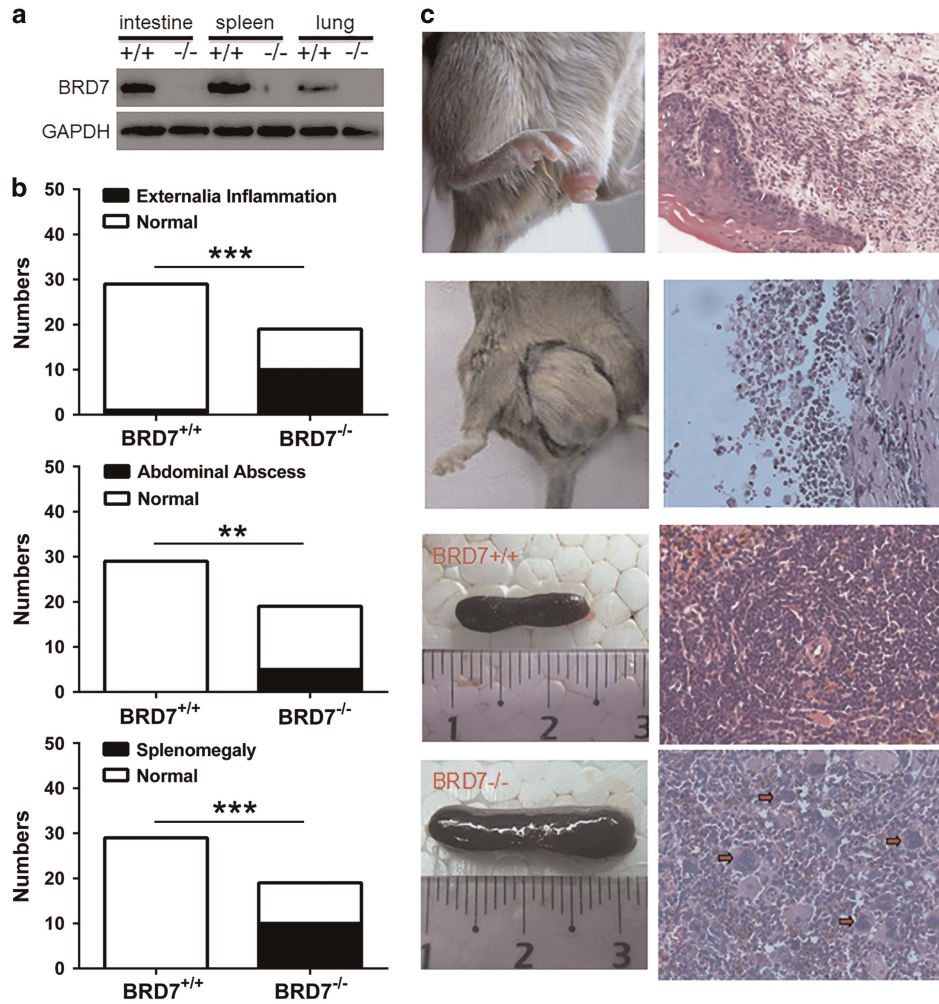 a
intestine spleen lung
+/+ -/- +/+ -/- +/+ -/-
BRD7
GAPDH
b
50
40
30
20
10
0
Numbers
Externalia Inflammation
Normal
***
BRD7+/+ BRD7-/-
50
40
30
20
10
0
Numbers
Abdominal Abscess
Normal
**
BRD7+/+ BRD7-/-
50
40
30
20
10
0
Numbers
Splenomegaly
Normal
***
BRD7+/+ BRD7-/-
c
BRD7+/+
1 2 3
BRD7-/-
1 2 3